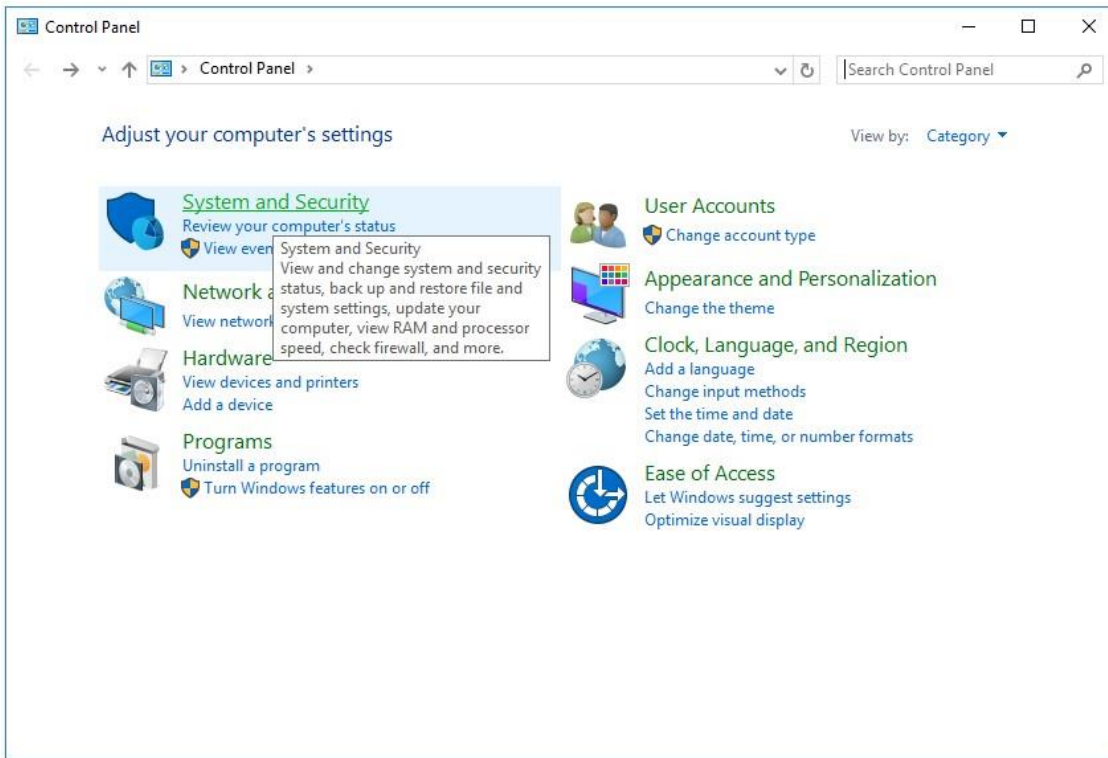 Control Panel
Control Panel
Search Control Panel
Adjust your computer's settings
View by: Category
System and Security
Review your computer's status
View even
System and Security
View and change system and security
status, back up and restore file and
system settings, update your
computer, view RAM and processor
speed, check firewall, and more.
Network a
View network
Hardware
View devices and printers
Add a device
Programs
Uninstall a program
Turn Windows features on or off
User Accounts
Change account type
Appearance and Personalization
Change the theme
Clock, Language, and Region
Add a language
Change input methods
Set the time and date
Change date, time, or number formats
Ease of Access
Let Windows suggest settings
Optimize visual display